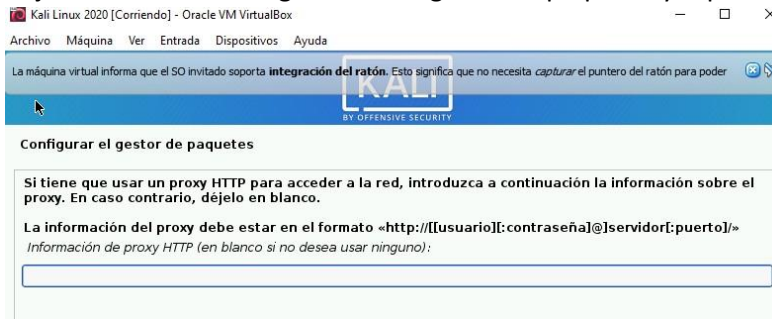 Kali Linux 2020 [Corriendo] - Oracle VM VirtualBox
Archivo Máquina Ver Entrada Dispositivos Ayuda
La máquina virtual informa que el SO invitado soporta integración del ratón. Esto significa que no necesita capturar el puntero del ratón para poder
KALI
BY OFFENSIVE SECURITY
Configurar el gestor de paquetes
Si tiene que usar un proxy HTTP para acceder a la red, introduzca a continuación la información sobre el
proxy. En caso contrario, déjelo en blanco.
La información del proxy debe estar en el formato «http://[[usuario][:contraseña]@]servidor[:puerto]/»
Información de proxy HTTP (en blanco si no desea usar ninguno):